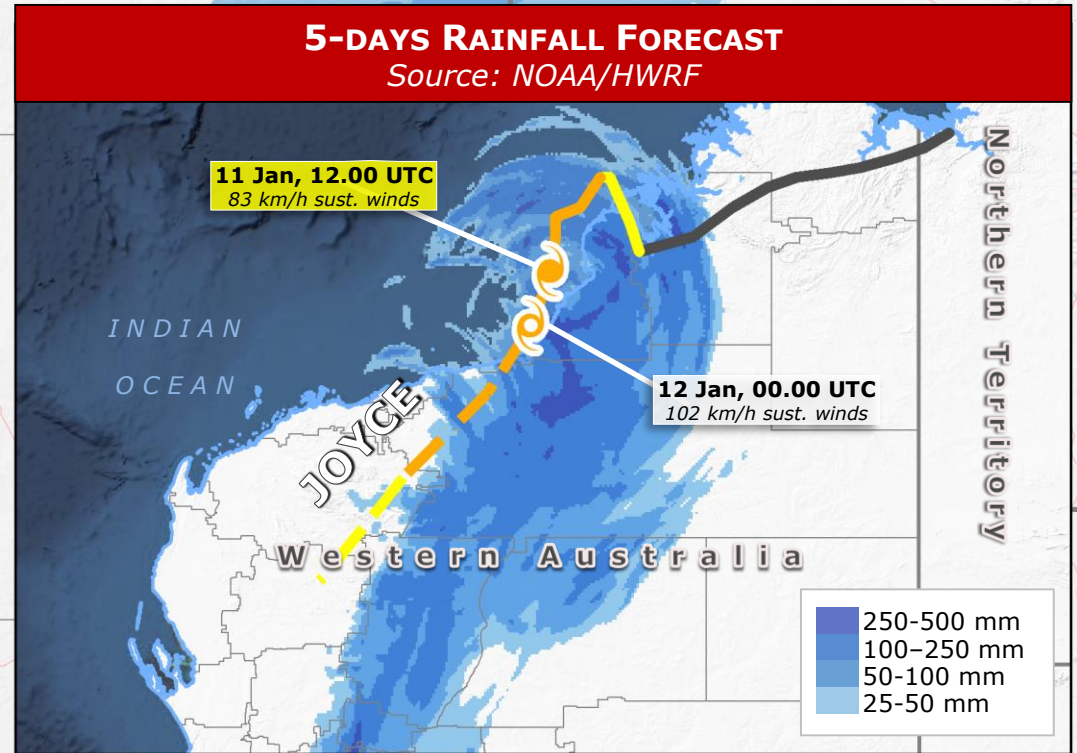 5-DAYS RAINFALL FORECAST
Source: NOAA/HWRF
11 Jan, 12.00 UTC
83 km/h sust. winds
INDIAN
OCEAN
12 Jan, 00.00 UTC
102 km/h sust. winds
JOYCE
Northern Territory
Western Australia
250-500 mm
100–250 mm
50-100 mm
25-50 mm